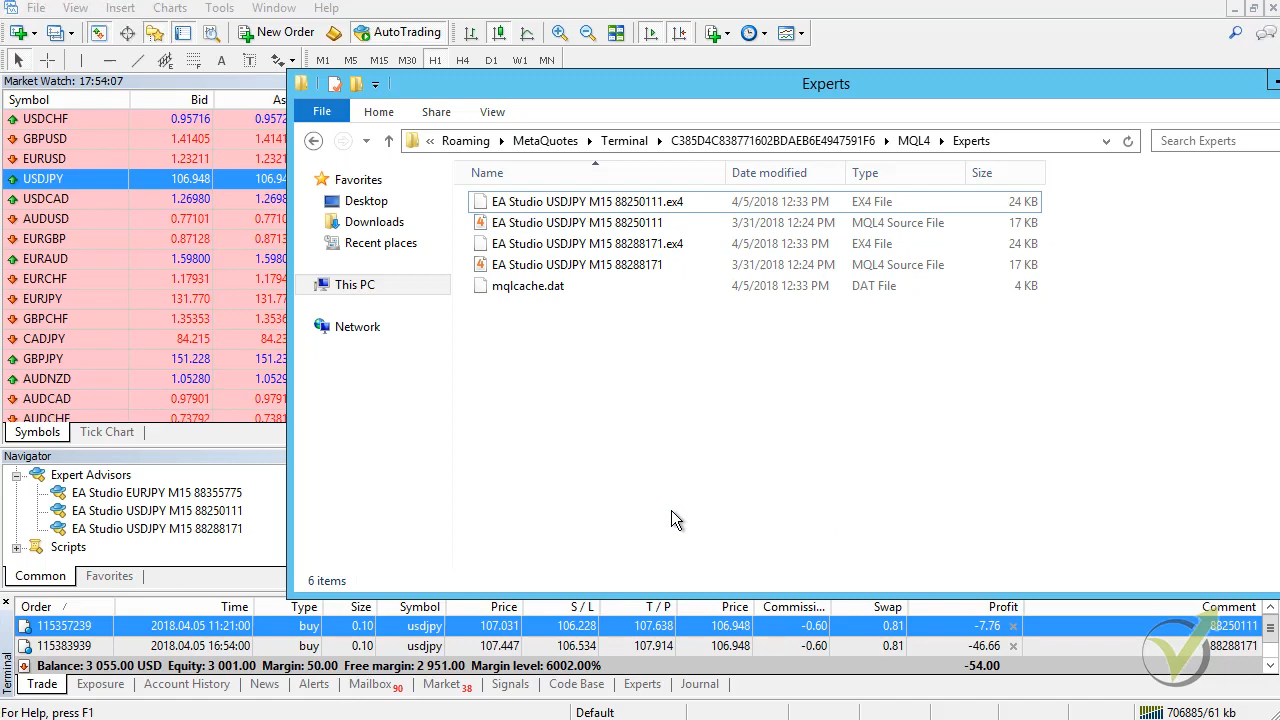 File View Insert Charts Tools Window Help
New Order AutoTrading
A T M1 M5 M15 M30 H1 H4 D1 W1 MN
Market Watch: 17:54:07
Symbol Bid
USDCHF 0.95716
GBPUSD 1.41405
EURUSD 1.23211
USDJPY 106.948
USDCAD 1.26980
AUDUSD 0.77101
EURGBP 0.87128
EURAUD 1.59800
EURCHF 1.17931
EURJPY 131.770
GBPCHF 1.35353
CADJPY 84.215
GBPJPY 151.228
AUDNZD 1.05280
AUDCAD 0.97901
AUDCHF 0.73792
Symbols Tick Chart
Navigator
Expert Advisors
EA Studio EURJPY M15 88355775
EA Studio USDJPY M15 88250111
EA Studio USDJPY M15 88288171
Scripts
Common Favorites
Experts
File Home Share View
« Roaming MetaQuotes Terminal C385D4C838771602BDAEB6E4947591F6 MQL4 Experts Search Experts
Favorites
Desktop
Downloads
Recent places
This PC
Network
Name Date modified Type Size
EA Studio USDJPY M15 88250111.ex4 4/5/2018 12:33 PM EX4 File 24 KB
EA Studio USDJPY M15 88250111 3/31/2018 12:24 PM MQL4 Source File 17 KB
EA Studio USDJPY M15 88288171.ex4 4/5/2018 12:33 PM EX4 File 24 KB
EA Studio USDJPY M15 88288171 3/31/2018 12:24 PM MQL4 Source File 17 KB
mqlcache.dat 4/5/2018 12:33 PM DAT File 4 KB
6 items
Order / Time Type Size Symbol Price S / L T / P Price Commissi... Swap Profit Comment
115357239 2018.04.05 11:21:00 buy 0.10 usdjpy 107.031 106.228 107.638 106.948 -0.60 0.81 -7.76 88250111
115383939 2018.04.05 16:54:00 buy 0.10 usdjpy 107.447 106.534 107.914 106.948 -0.60 0.81 -46.66 88288171
Balance: 3 055.00 USD Equity: 3 001.00 Margin: 50.00 Free margin: 2 951.00 Margin level: 6002.00% -54.00
Terminal
Trade Exposure Account History News Alerts Mailbox 90 Market 38 Signals Code Base Experts Journal
For Help, press F1 Default 706885/61 kb